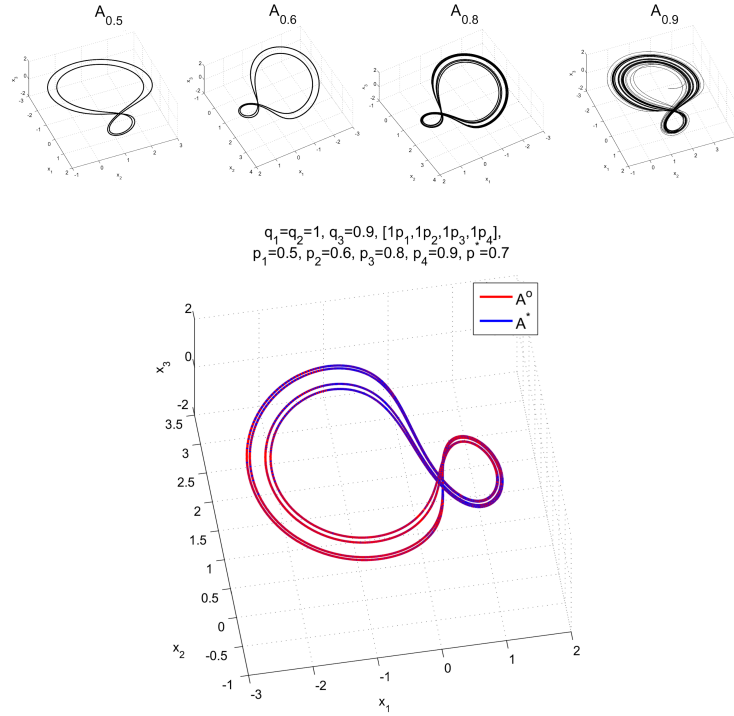 A0.5
A0.6
A0.8
A0.9
q1=q2=1, q3=0.9, [1p1,1p2,1p3,1p4],
p1=0.5, p2=0.6, p3=0.8, p4=0.9, p*=0.7
A°
A*
x3
2
0
-2
3.5
3
2.5
2
1.5
1
0.5
0
-0.5
-1
x2
-3
-2
-1
0
1
2
x1